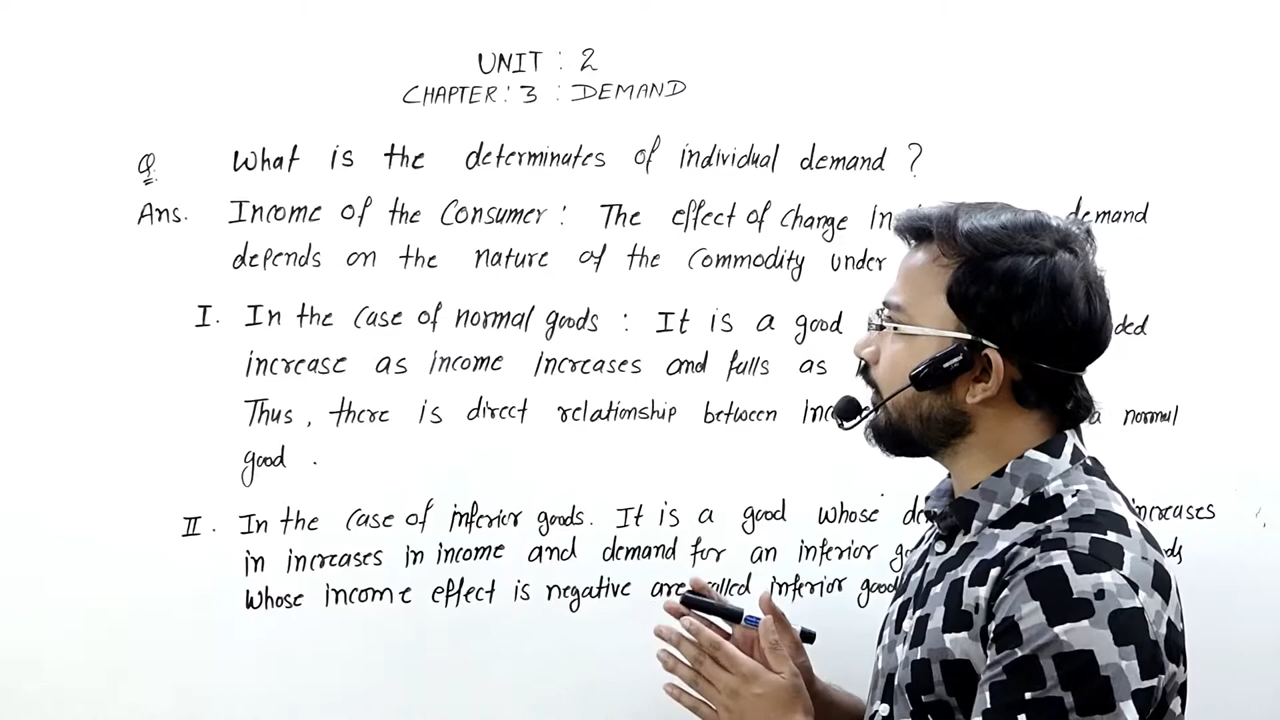 UNIT : 2
CHAPTER : 3 : DEMAND
Q. What is the determinates of individual demand ?
Ans. Income of the Consumer : The effect of change in demand
depends on the nature of the commodity under
I. In the case of normal goods : It is a good
increase as income increases and falls as
Thus , there is direct relationship between a normal
good .
II. In the case of inferior goods. It is a good whose increases
in increases in income and demand for an inferior
whose income effect is negative are called inferior